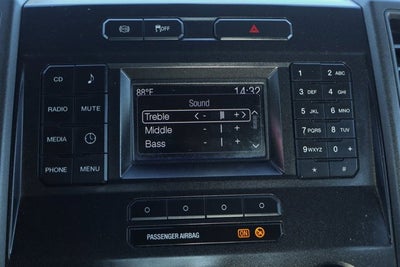 OFF
88°F 14:32
Sound
Treble < - + >
Middle - +
Bass - +
CD
RADIO MUTE
MEDIA
PHONE MENU
1 2 ABC
3 DEF 4 GHI
5 JKL 6 MNO
7 PQRS 8 TUV
9 WXYZ 0 +
* #
PASSENGER AIRBAG ON